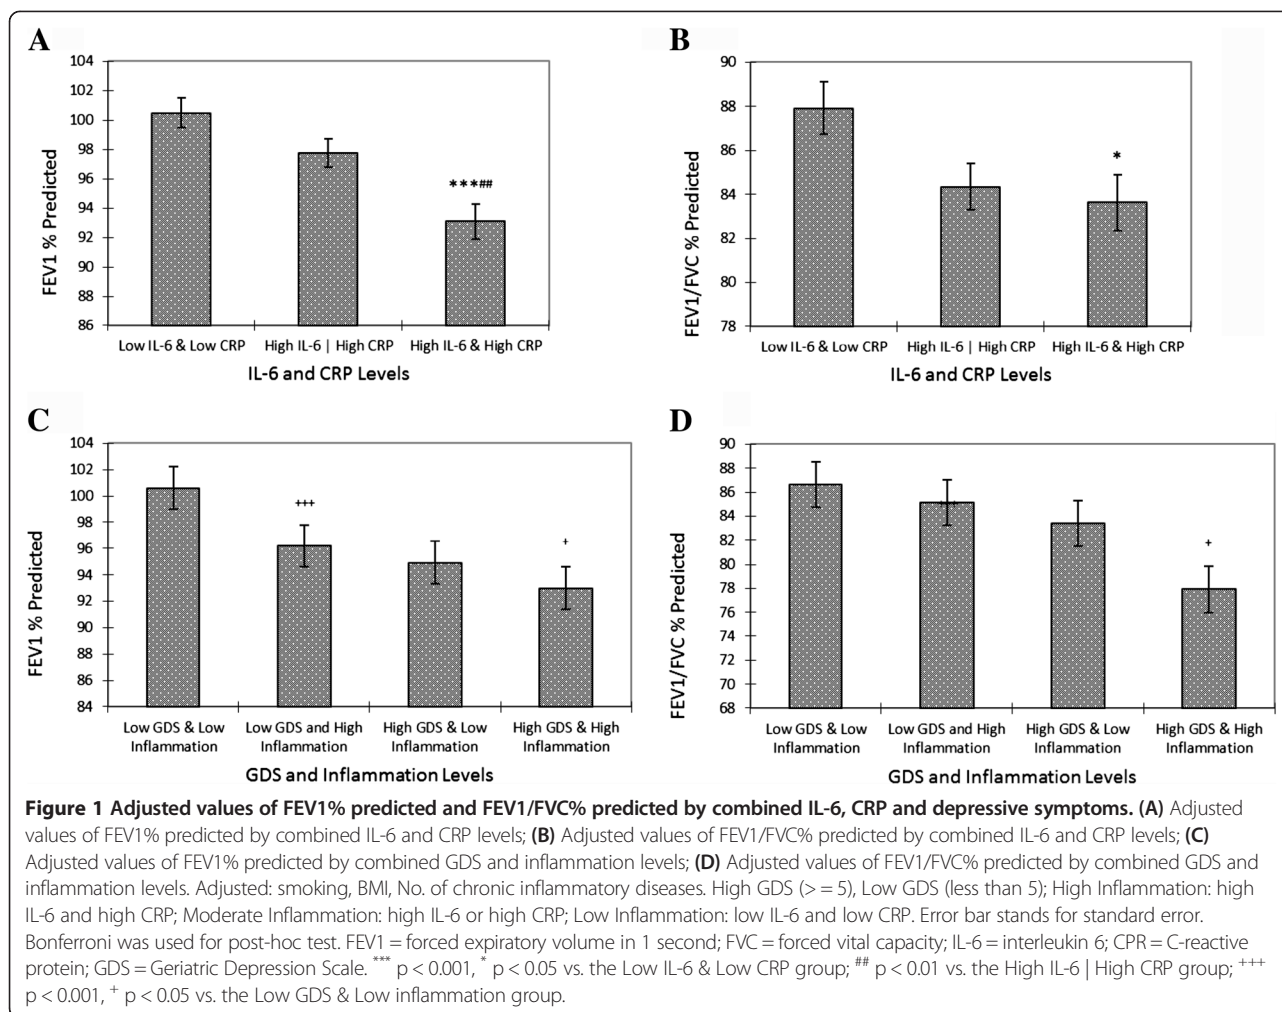 A
104
102
100
98
96
94
92
90
88
86
FEV1 % Predicted
***##
Low IL-6 & Low CRP High IL-6 | High CRP High IL-6 & High CRP
IL-6 and CRP Levels
B
90
88
86
84
82
80
78
FEV1/FVC % Predicted
*
Low IL-6 & Low CRP High IL-6 | High CRP High IL-6 & High CRP
IL-6 and CRP Levels
C
104
102
100
98
96
94
92
90
88
86
84
FEV1 % Predicted
+++
+
Low GDS & Low Low GDS and High High GDS & Low High GDS & High
Inflammation Inflammation Inflammation Inflammation
GDS and Inflammation Levels
D
90
88
86
84
82
80
78
76
74
72
70
68
FEV1/FVC % Predicted
+++
+
Low GDS & Low Low GDS and High High GDS & Low High GDS & High
Inflammation Inflammation Inflammation Inflammation
GDS and Inflammation Levels
Figure 1 Adjusted values of FEV1% predicted and FEV1/FVC% predicted by combined IL-6, CRP and depressive symptoms. (A) Adjusted
values of FEV1% predicted by combined IL-6 and CRP levels; (B) Adjusted values of FEV1/FVC% predicted by combined IL-6 and CRP levels; (C)
Adjusted values of FEV1% predicted by combined GDS and inflammation levels; (D) Adjusted values of FEV1/FVC% predicted by combined GDS and
inflammation levels. Adjusted: smoking, BMI, No. of chronic inflammatory diseases. High GDS (> = 5), Low GDS (less than 5); High Inflammation: high
IL-6 and high CRP; Moderate Inflammation: high IL-6 or high CRP; Low Inflammation: low IL-6 and low CRP. Error bar stands for standard error.
Bonferroni was used for post-hoc test. FEV1 = forced expiratory volume in 1 second; FVC = forced vital capacity; IL-6 = interleukin 6; CPR = C-reactive
protein; GDS = Geriatric Depression Scale. *** p < 0.001, * p < 0.05 vs. the Low IL-6 & Low CRP group; ## p < 0.01 vs. the High IL-6 | High CRP group; +++
p < 0.001, + p < 0.05 vs. the Low GDS & Low inflammation group.